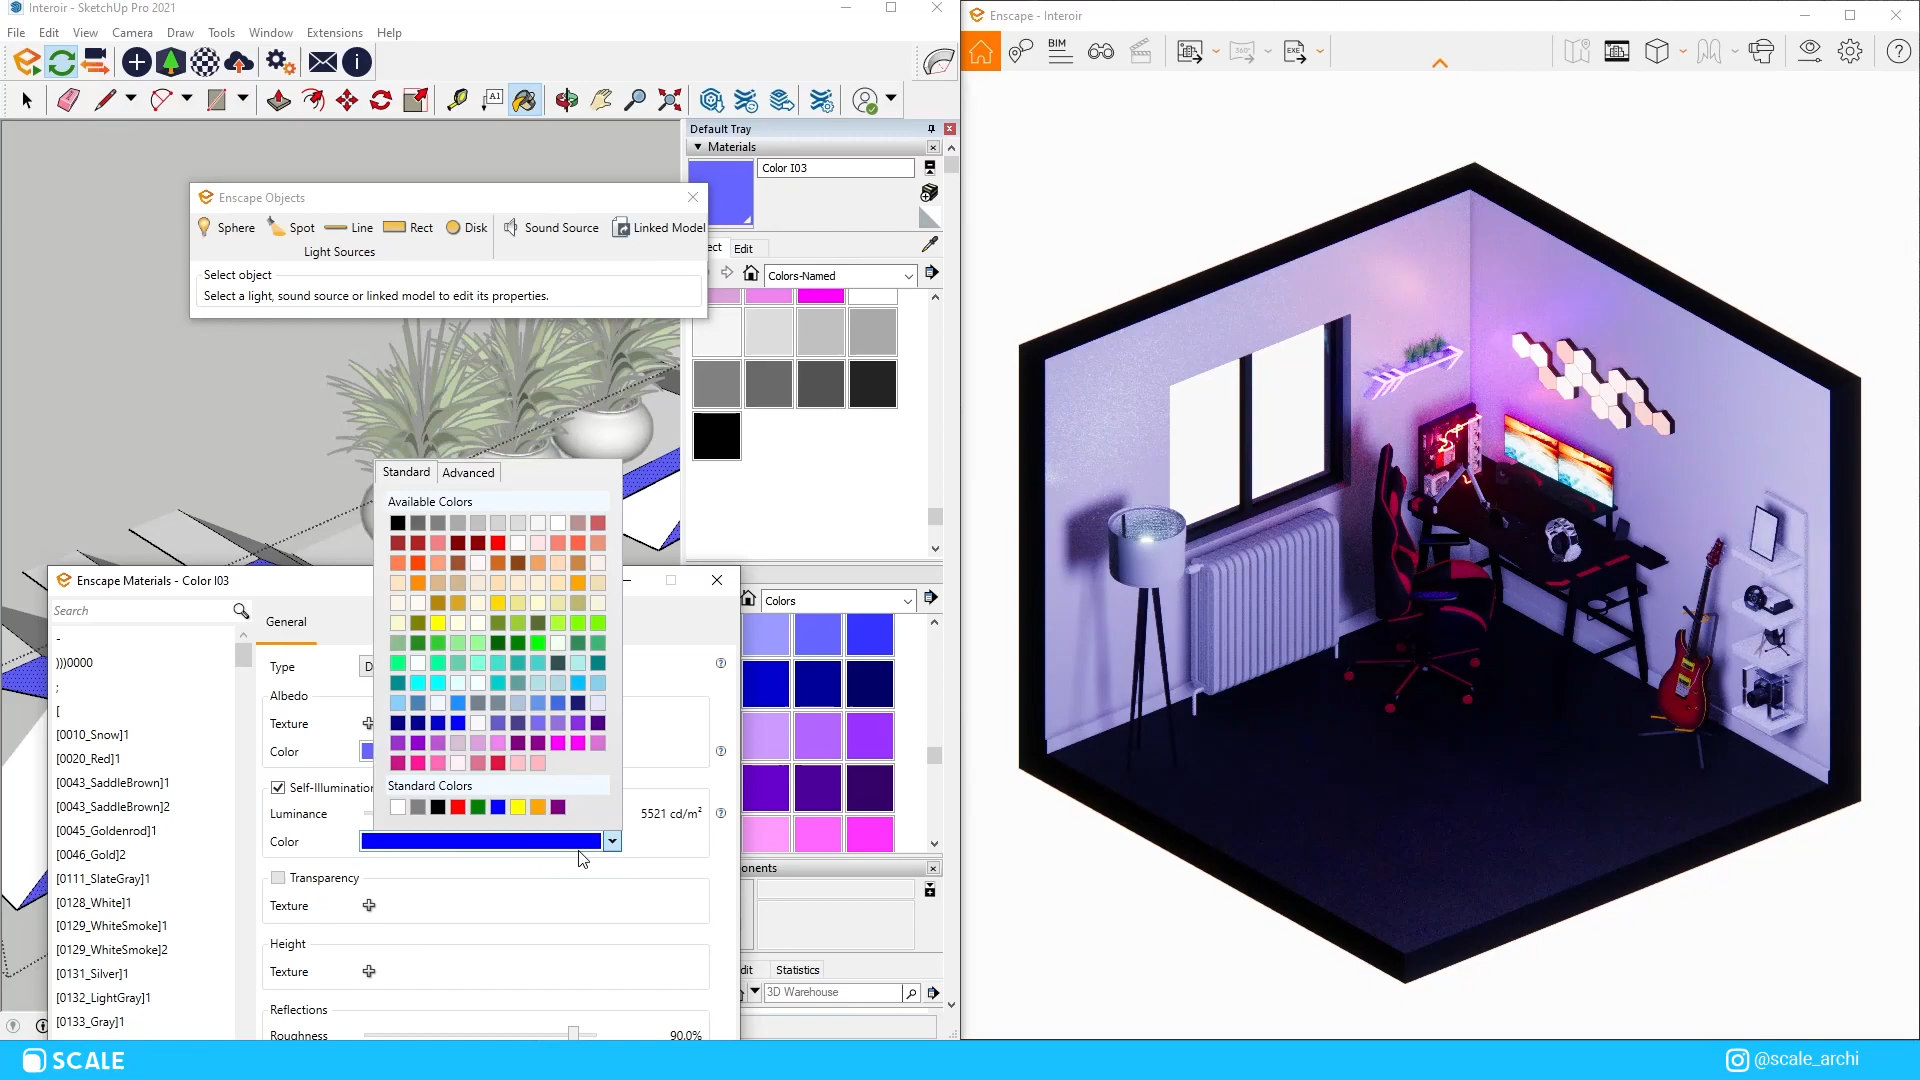 Interoir - SketchUp Pro 2021
File Edit View Camera Draw Tools Window Extensions Help
A1
Default Tray
Materials
Color I03
Edit
Colors-Named
Enscape Objects
Sphere Spot Line Rect Disk Sound Source Linked Model
Light Sources
Select object
Select a light, sound source or linked model to edit its properties.
Standard Advanced
Available Colors
Standard Colors
Enscape Materials - Color I03
Search
-
)))0000
;
[
[0010_Snow]1
[0020_Red]1
[0043_SaddleBrown]1
[0043_SaddleBrown]2
[0045_Goldenrod]1
[0046_Gold]2
[0111_SlateGray]1
[0128_White]1
[0129_WhiteSmoke]1
[0129_WhiteSmoke]2
[0131_Silver]1
[0132_LightGray]1
[0133_Gray]1
General
Type D
Albedo
Texture
Color
Self-Illumination
Luminance 5521 cd/m²
Color
Transparency
Texture
Height
Texture
Reflections
Roughness 90.0%
Colors
onents
dit Statistics
3D Warehouse
Enscape - Interoir
BIM
360°
EXE
SCALE
@scale_archi